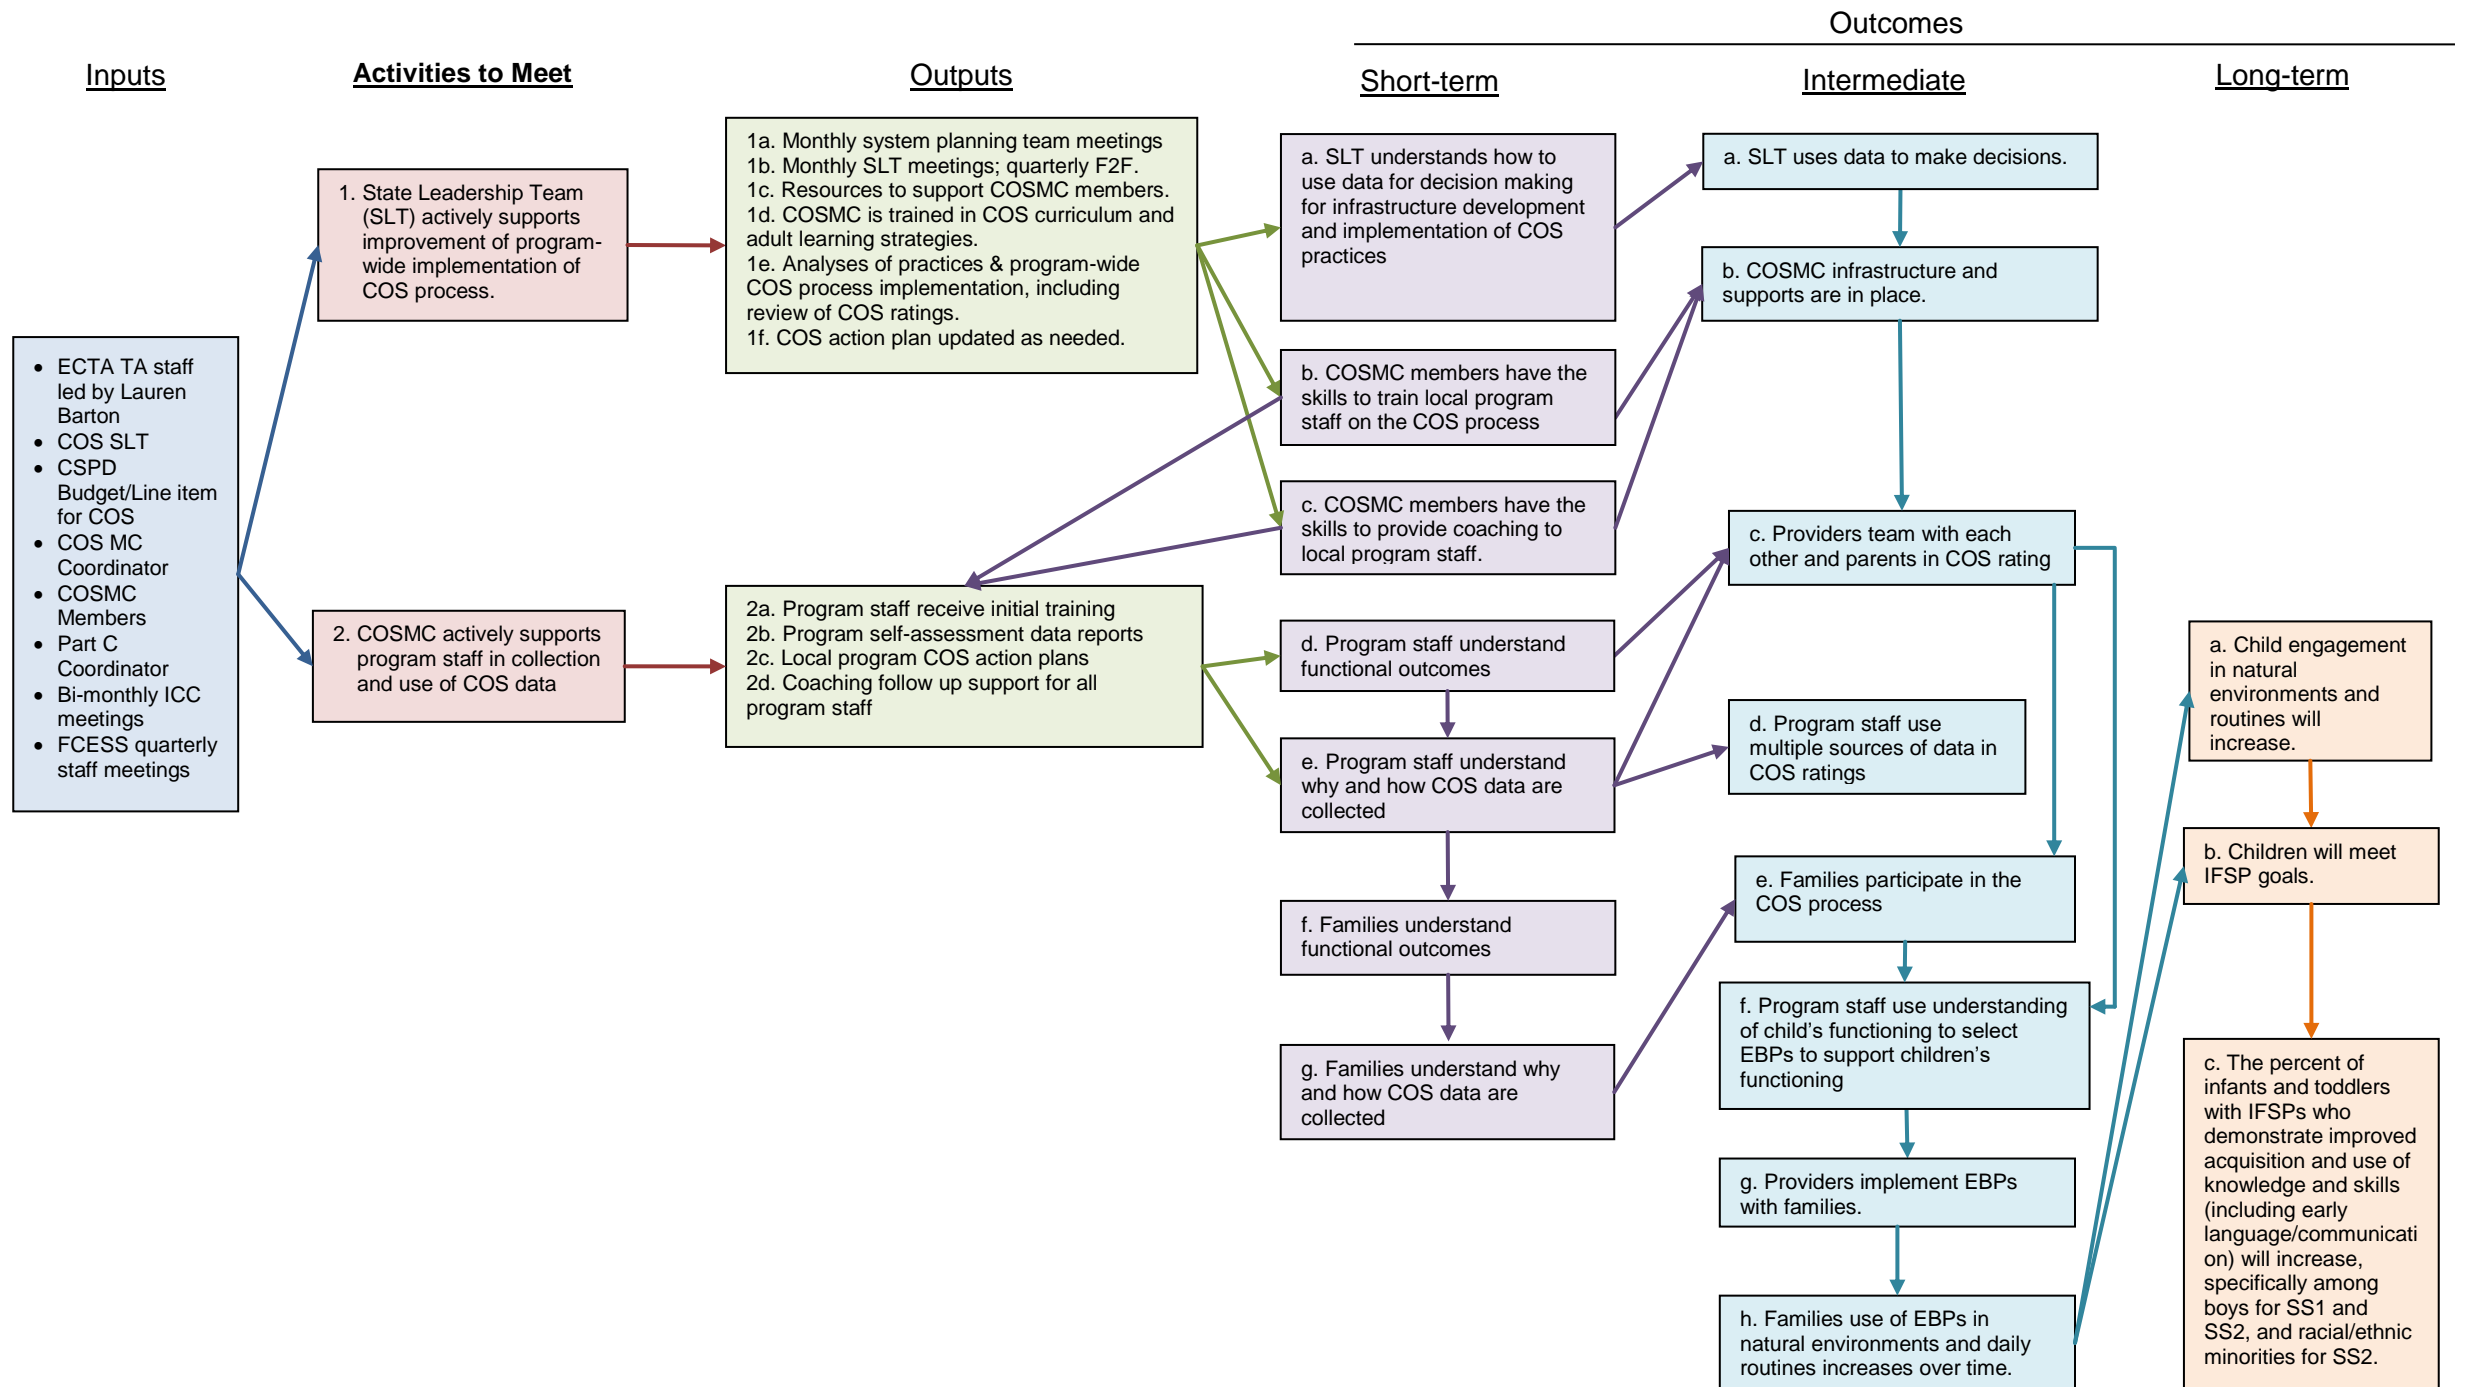 Outcomes
Inputs
Activities to Meet
Outputs
Short-term
Intermediate
Long-term
• ECTA TA staff
led by Lauren
Barton
• COS SLT
• CSPD
Budget/Line item
for COS
• COS MC
Coordinator
• COSMC
Members
• Part C
Coordinator
• Bi-monthly ICC
meetings
• FCESS quarterly
staff meetings
1. State Leadership Team
(SLT) actively supports
improvement of program-
wide implementation of
COS process.
2. COSMC actively supports
program staff in collection
and use of COS data
1a. Monthly system planning team meetings
1b. Monthly SLT meetings; quarterly F2F.
1c. Resources to support COSMC members.
1d. COSMC is trained in COS curriculum and
adult learning strategies.
1e. Analyses of practices & program-wide
COS process implementation, including
review of COS ratings.
1f. COS action plan updated as needed.
2a. Program staff receive initial training
2b. Program self-assessment data reports
2c. Local program COS action plans
2d. Coaching follow up support for all
program staff
a. SLT understands how to
use data for decision making
for infrastructure development
and implementation of COS
practices
b. COSMC members have the
skills to train local program
staff on the COS process
c. COSMC members have the
skills to provide coaching to
local program staff.
d. Program staff understand
functional outcomes
e. Program staff understand
why and how COS data are
collected
f. Families understand
functional outcomes
g. Families understand why
and how COS data are
collected
a. SLT uses data to make decisions.
b. COSMC infrastructure and
supports are in place.
c. Providers team with each
other and parents in COS rating
d. Program staff use
multiple sources of data in
COS ratings
e. Families participate in the
COS process
f. Program staff use understanding
of child’s functioning to select
EBPs to support children’s
functioning
g. Providers implement EBPs
with families.
h. Families use of EBPs in
natural environments and daily
routines increases over time.
a. Child engagement
in natural
environments and
routines will
increase.
b. Children will meet
IFSP goals.
c. The percent of
infants and toddlers
with IFSPs who
demonstrate improved
acquisition and use of
knowledge and skills
(including early
language/communicati
on) will increase,
specifically among
boys for SS1 and
SS2, and racial/ethnic
minorities for SS2.